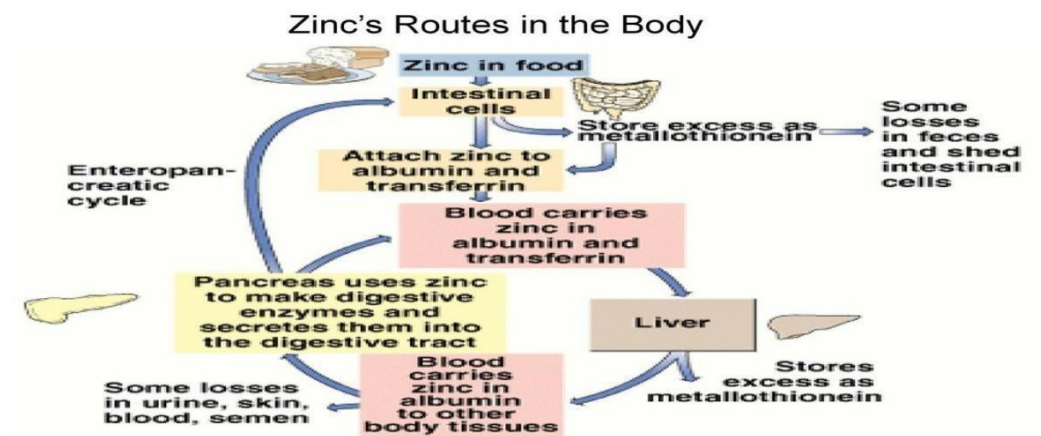 Zinc's Routes in the Body
Zinc in food
Intestinal
cells
Store excess as
metallothionein
Some
losses
in feces
and shed
intestinal
cells
Attach zinc to
albumin and
transferrin
Enteropan-
creatic
cycle
Blood carries
zinc in
albumin and
transferrin
Pancreas uses zinc
to make digestive
enzymes and
secretes them into
the digestive tract
Liver
Stores
excess as
metallothionein
Blood
carries
zinc in
albumin
to other
body tissues
Some losses
in urine, skin,
blood, semen